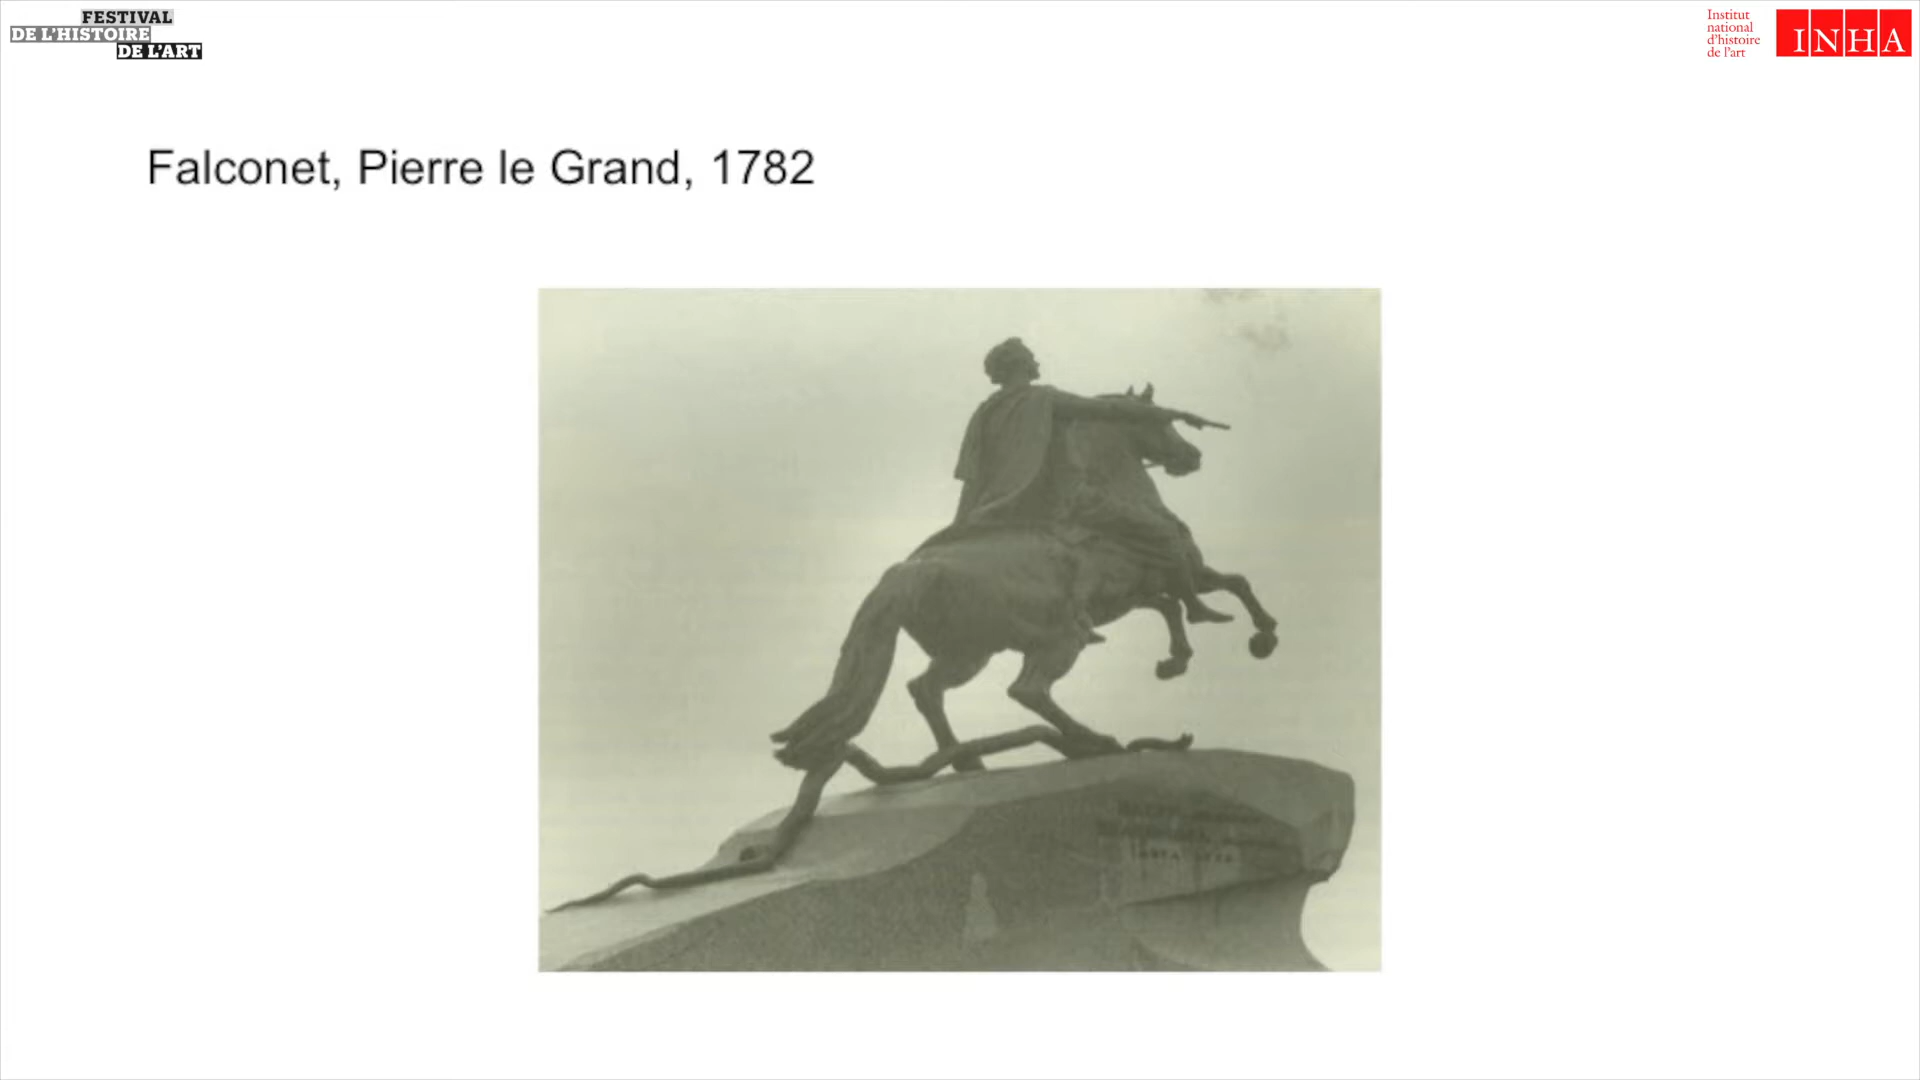 FESTIVAL
DE L'HISTOIRE
DE L'ART
Institut
national
d'histoire
de l'art
INHA
Falconet, Pierre le Grand, 1782